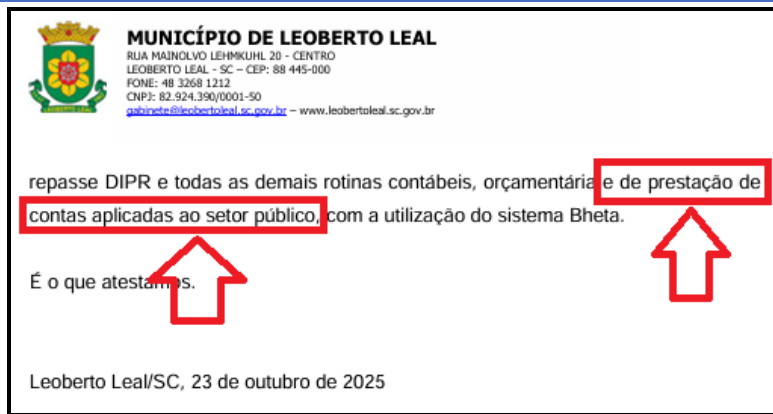 MUNICÍPIO DE LEOBERTO LEAL
RUA MAINOLVO LEHMKUHL 20 - CENTRO
LEOBERTO LEAL - SC – CEP: 88 445-000
FONE: 48 3268 1212
CNPJ: 82.924.390/0001-50
gabinete@leobertoleal.sc.gov.br – www.leobertoleal.sc.gov.br
repasse DIPR e todas as demais rotinas contábeis, orçamentária e de prestação de
contas aplicadas ao setor público, com a utilização do sistema Bheta.
É o que atestamos.
Leoberto Leal/SC, 23 de outubro de 2025